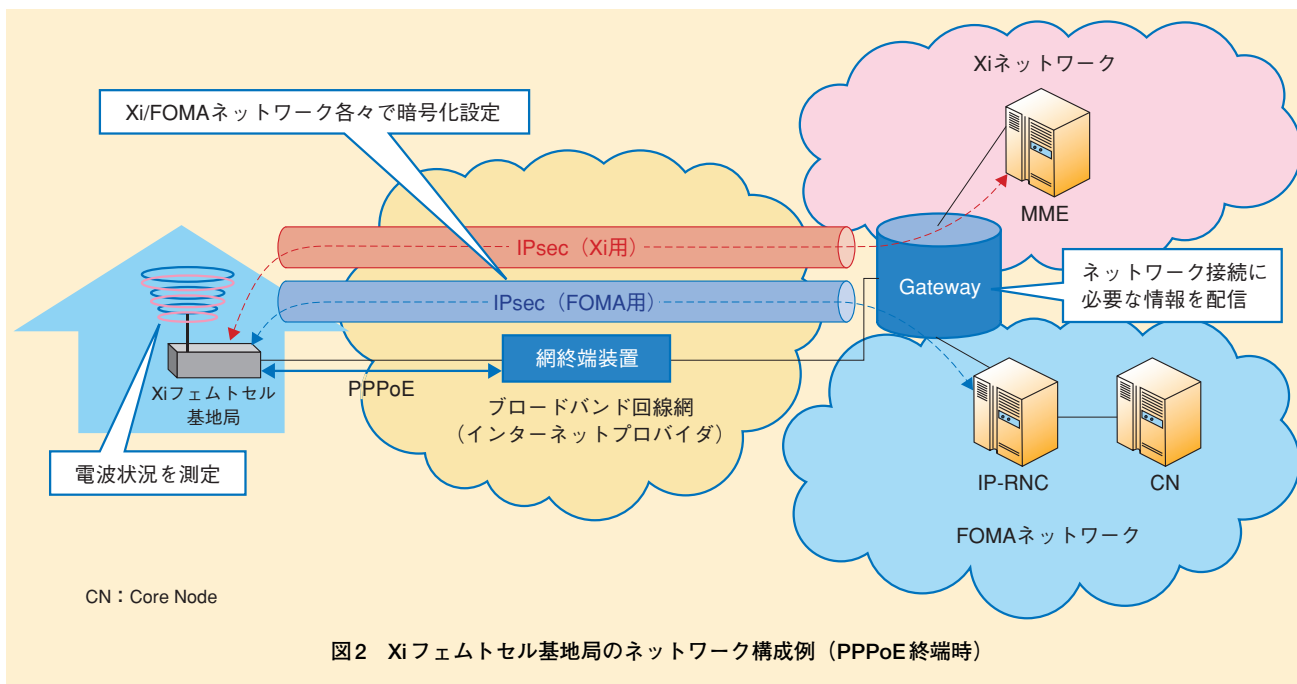 Xiネットワーク
Xi/FOMAネットワーク各々で暗号化設定
MME
IPsec（Xi用）
Gateway
ネットワーク接続に
必要な情報を配信
IPsec（FOMA用）
網終端装置
PPPoE
Xiフェムトセル
基地局
ブロードバンド回線網
（インターネットプロバイダ）
電波状況を測定
IP-RNC
CN
FOMAネットワーク
CN：Core Node
図2 Xiフェムトセル基地局のネットワーク構成例（PPPoE終端時）